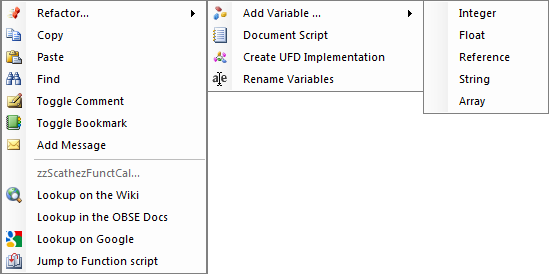 Refactor...
Copy
Paste
Find
Toggle Comment
Toggle Bookmark
Add Message
zzScathezFunctCal...
Lookup on the Wiki
Lookup in the OBSE Docs
Lookup on Google
Jump to Function script
Add Variable ...
Document Script
Create UFD Implementation
Rename Variables
Integer
Float
Reference
String
Array